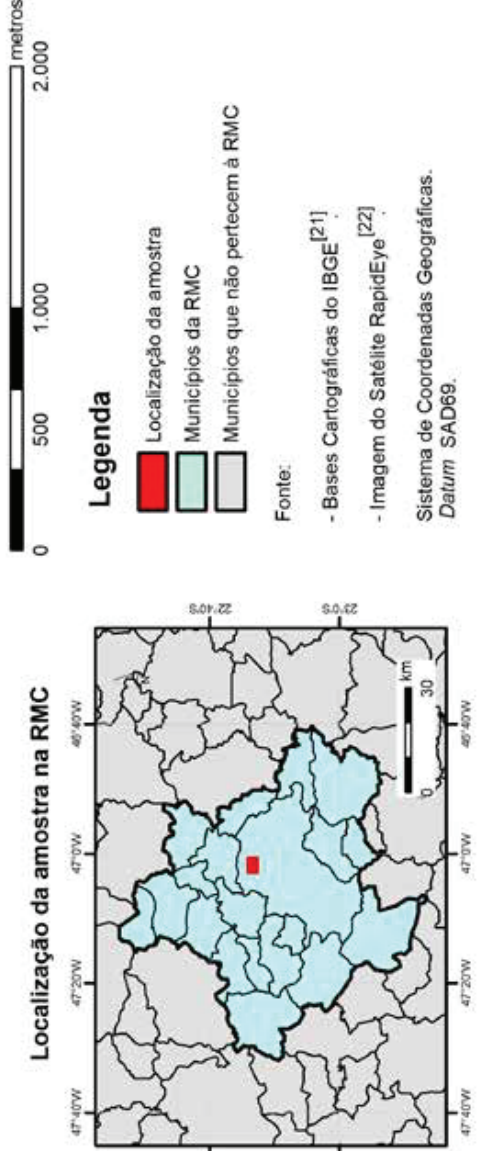 Localização da amostra na RMC
47°40'W
47°20'W
47°0'W
46°40'W
22°40'S
23°0'S
0
30
km
47°40'W
47°20'W
47°0'W
46°40'W
0
500
1.000
2.000
metros
Legenda
Localização da amostra
Municípios da RMC
Municípios que não pertecem à RMC
Fonte:
- Bases Cartográficas do IBGE[21].
- Imagem do Satélite RapidEye[22].
Sistema de Coordenadas Geográficas.
Datum SAD69.